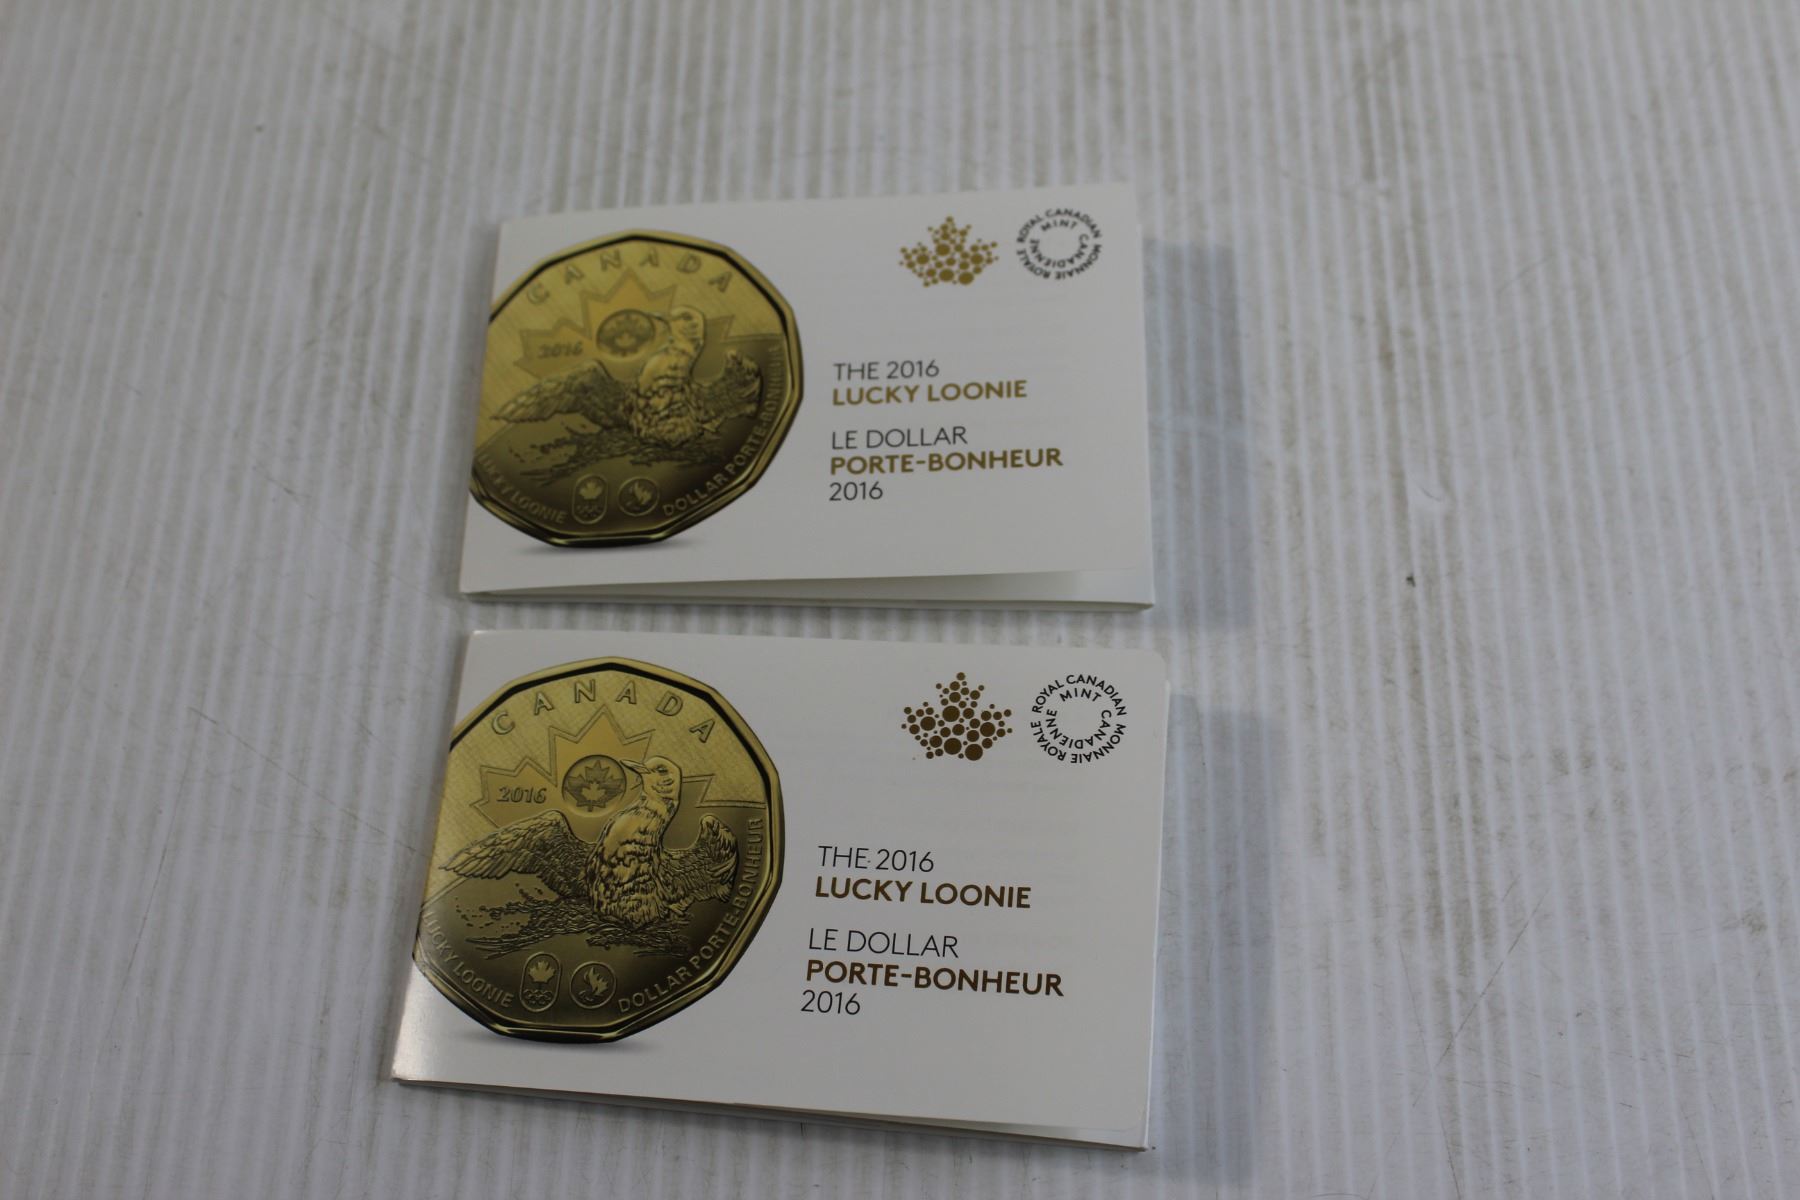 CANADA
2016
LUCKY LOONIE
DOLLAR PORTE-BONHEUR
ROYAL CANADIAN MINT
MONNAIE ROYALE CANADIENNE
THE 2016
LUCKY LOONIE
LE DOLLAR
PORTE-BONHEUR
2016
CANADA
2016
LUCKY LOONIE
DOLLAR PORTE-BONHEUR
ROYAL CANADIAN MINT
MONNAIE ROYALE CANADIENNE
THE 2016
LUCKY LOONIE
LE DOLLAR
PORTE-BONHEUR
2016